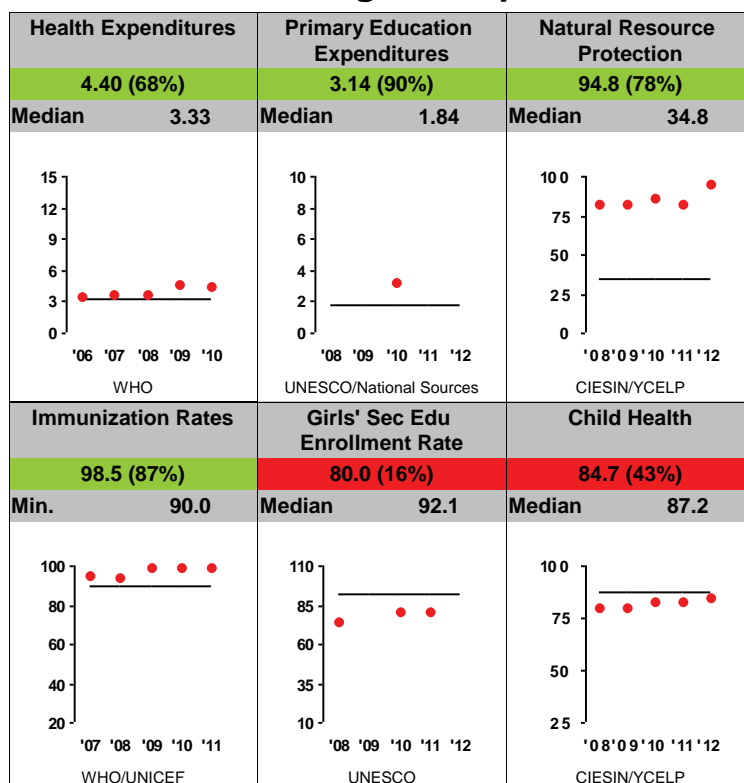 Health Expenditures
4.40 (68%)
Median 3.33
15
12
9
6
3
0
'06 '07 '08 '09 '10
WHO
Primary Education
Expenditures
3.14 (90%)
Median 1.84
10
8
6
4
2
0
'08 '09 '10 '11 '12
UNESCO/National Sources
Natural Resource
Protection
94.8 (78%)
Median 34.8
100
75
50
25
0
'08'09'10 '11 '12
CIESIN/YCELP
Immunization Rates
98.5 (87%)
Min. 90.0
100
80
60
40
20
'07 '08 '09 '10 '11
WHO/UNICEF
Girls' Sec Edu
Enrollment Rate
80.0 (16%)
Median 92.1
110
85
60
35
10
'08 '09 '10 '11 '12
UNESCO
Child Health
84.7 (43%)
Median 87.2
100
75
50
25
'08'09'10 '11 '12
CIESIN/YCELP